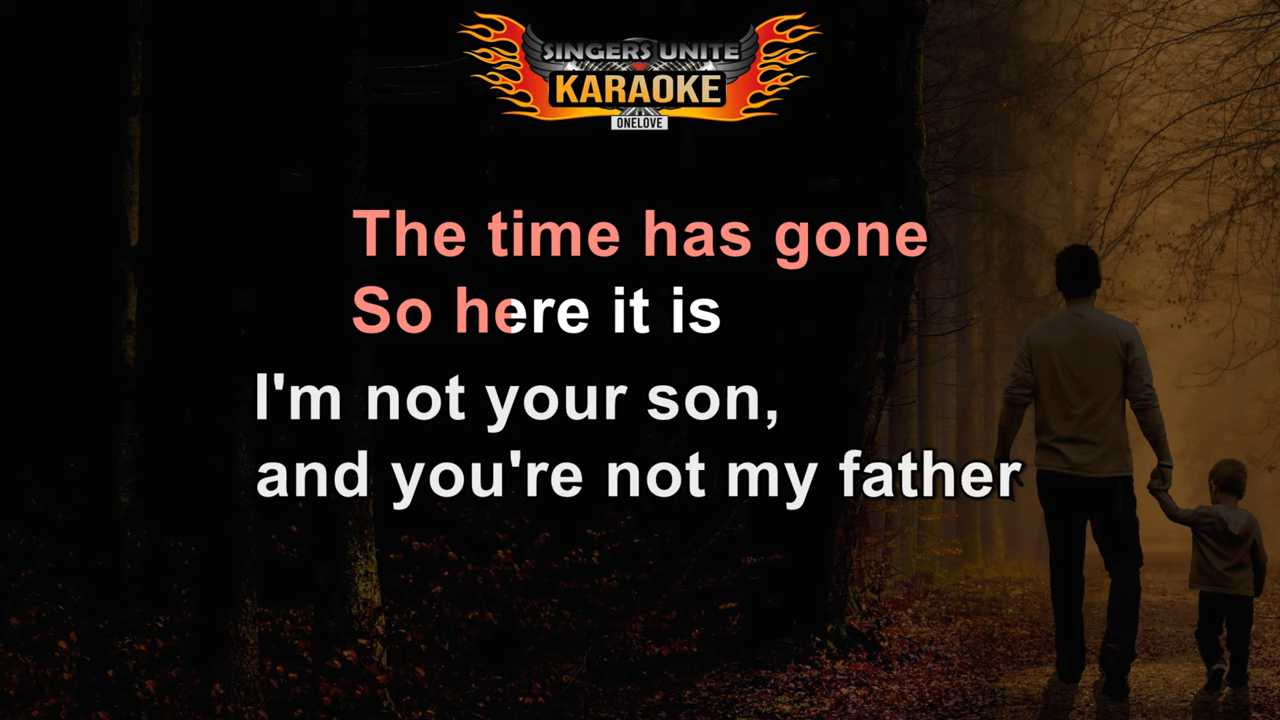 SINGERS UNITE
KARAOKE
ONELOVE
The time has gone
So here it is
I'm not your son,
and you're not my father